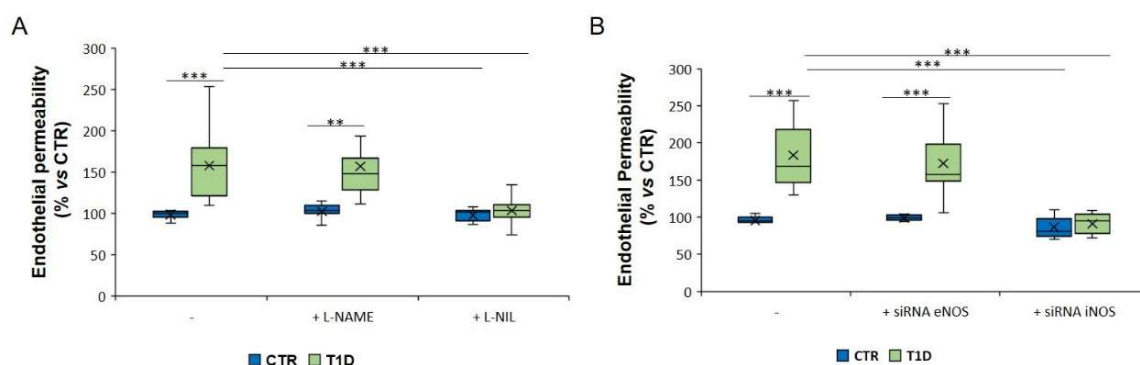 A
Endothelial permeability
(% vs CTR)
300
250
200
150
100
50
0
***
***
***
**
-
+ L-NAME
+ L-NIL
CTR
T1D
B
Endothelial Permeability
(% vs CTR)
300
250
200
150
100
50
0
***
***
***
***
-
+ siRNA eNOS
+ siRNA iNOS
CTR
T1D